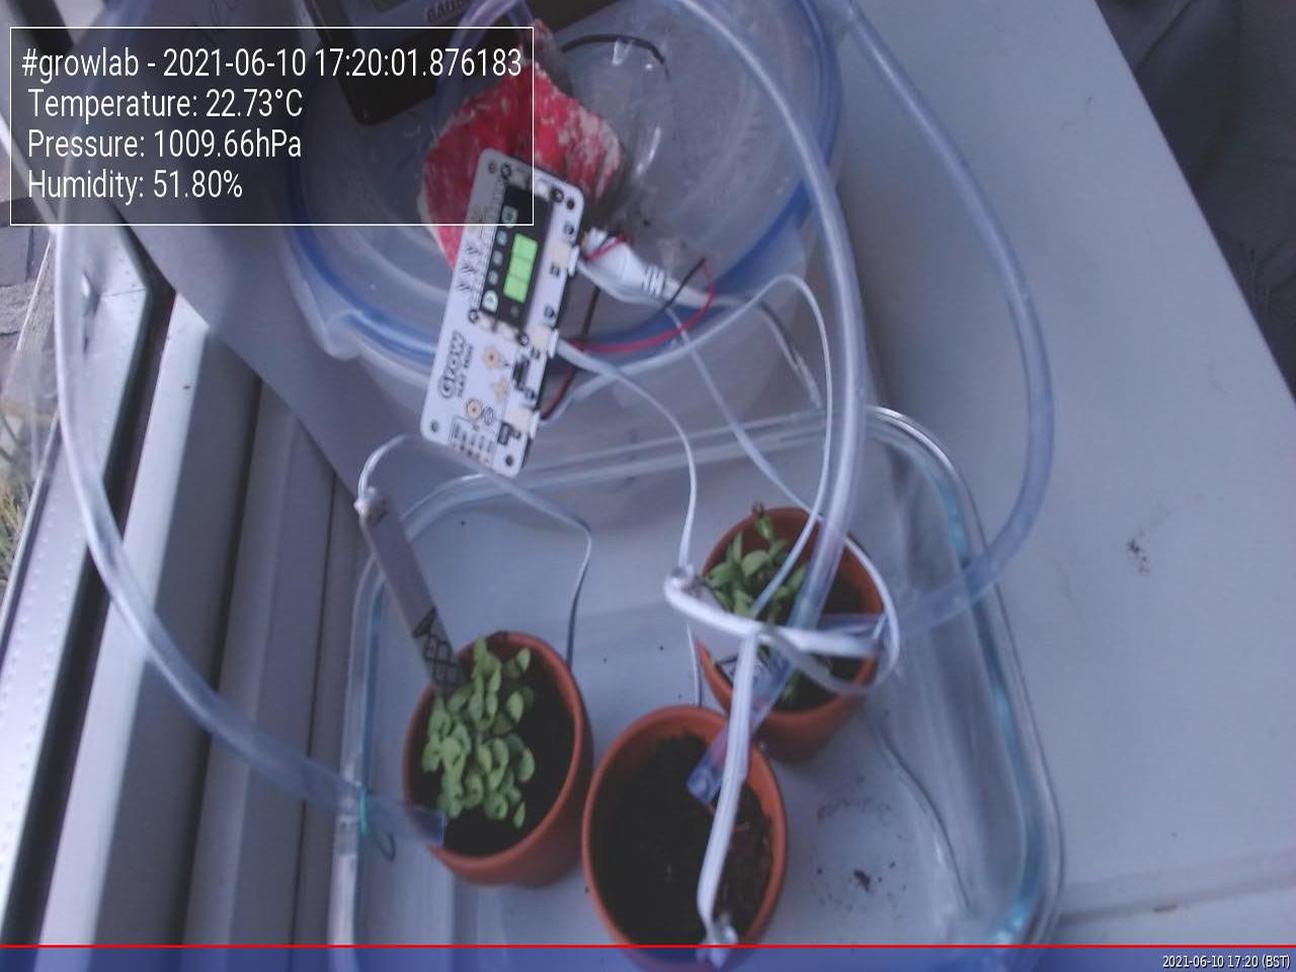 #growlab - 2021-06-10 17:20:01.876183
Temperature: 22.73°C
Pressure: 1009.66hPa
Humidity: 51.80%
Grow
2021-06-10 17:20 (BST)